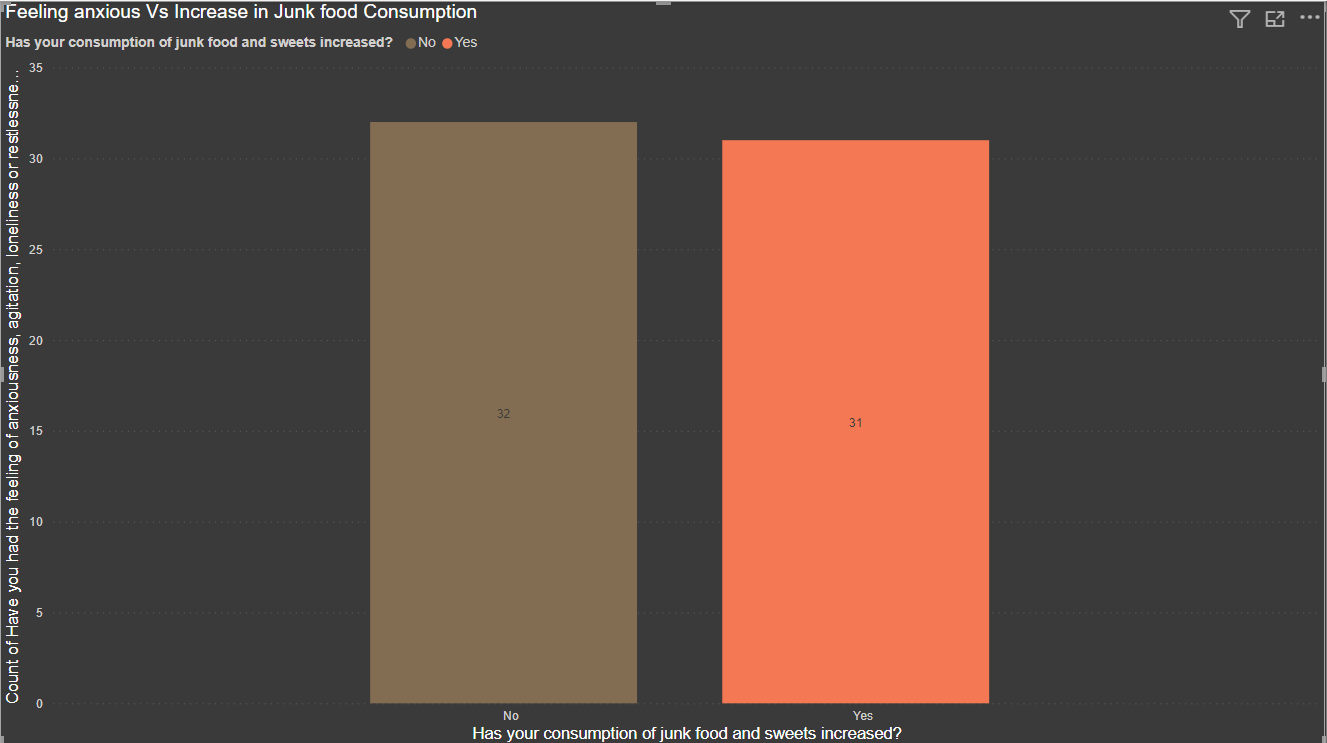 Feeling anxious Vs Increase in Junk food Consumption
Has your consumption of junk food and sweets increased? No Yes
Count of Have you had the feeling of anxiousness, agitation, loneliness or restlessne...
35
30
25
20
15
10
5
0
32
31
No Yes
Has your consumption of junk food and sweets increased?